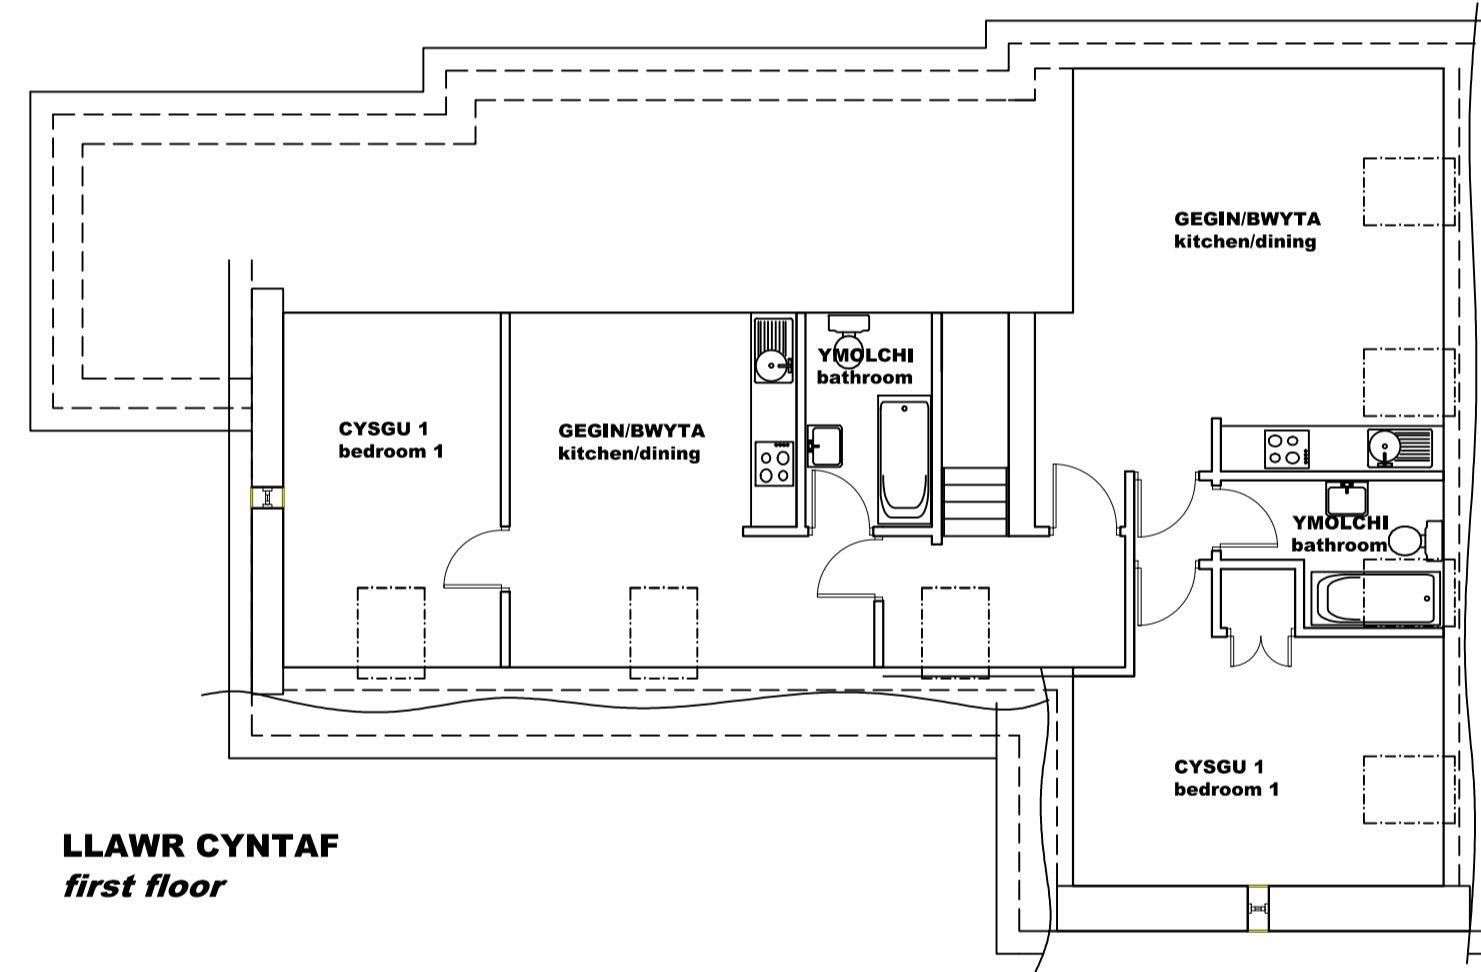 GEGIN/BWYTA
kitchen/dining
YMOLCHI
bathroom
CYSGU 1
bedroom 1
GEGIN/BWYTA
kitchen/dining
YMOLCHI
bathroom
CYSGU 1
bedroom 1
LLAWR CYNTAF
first floor